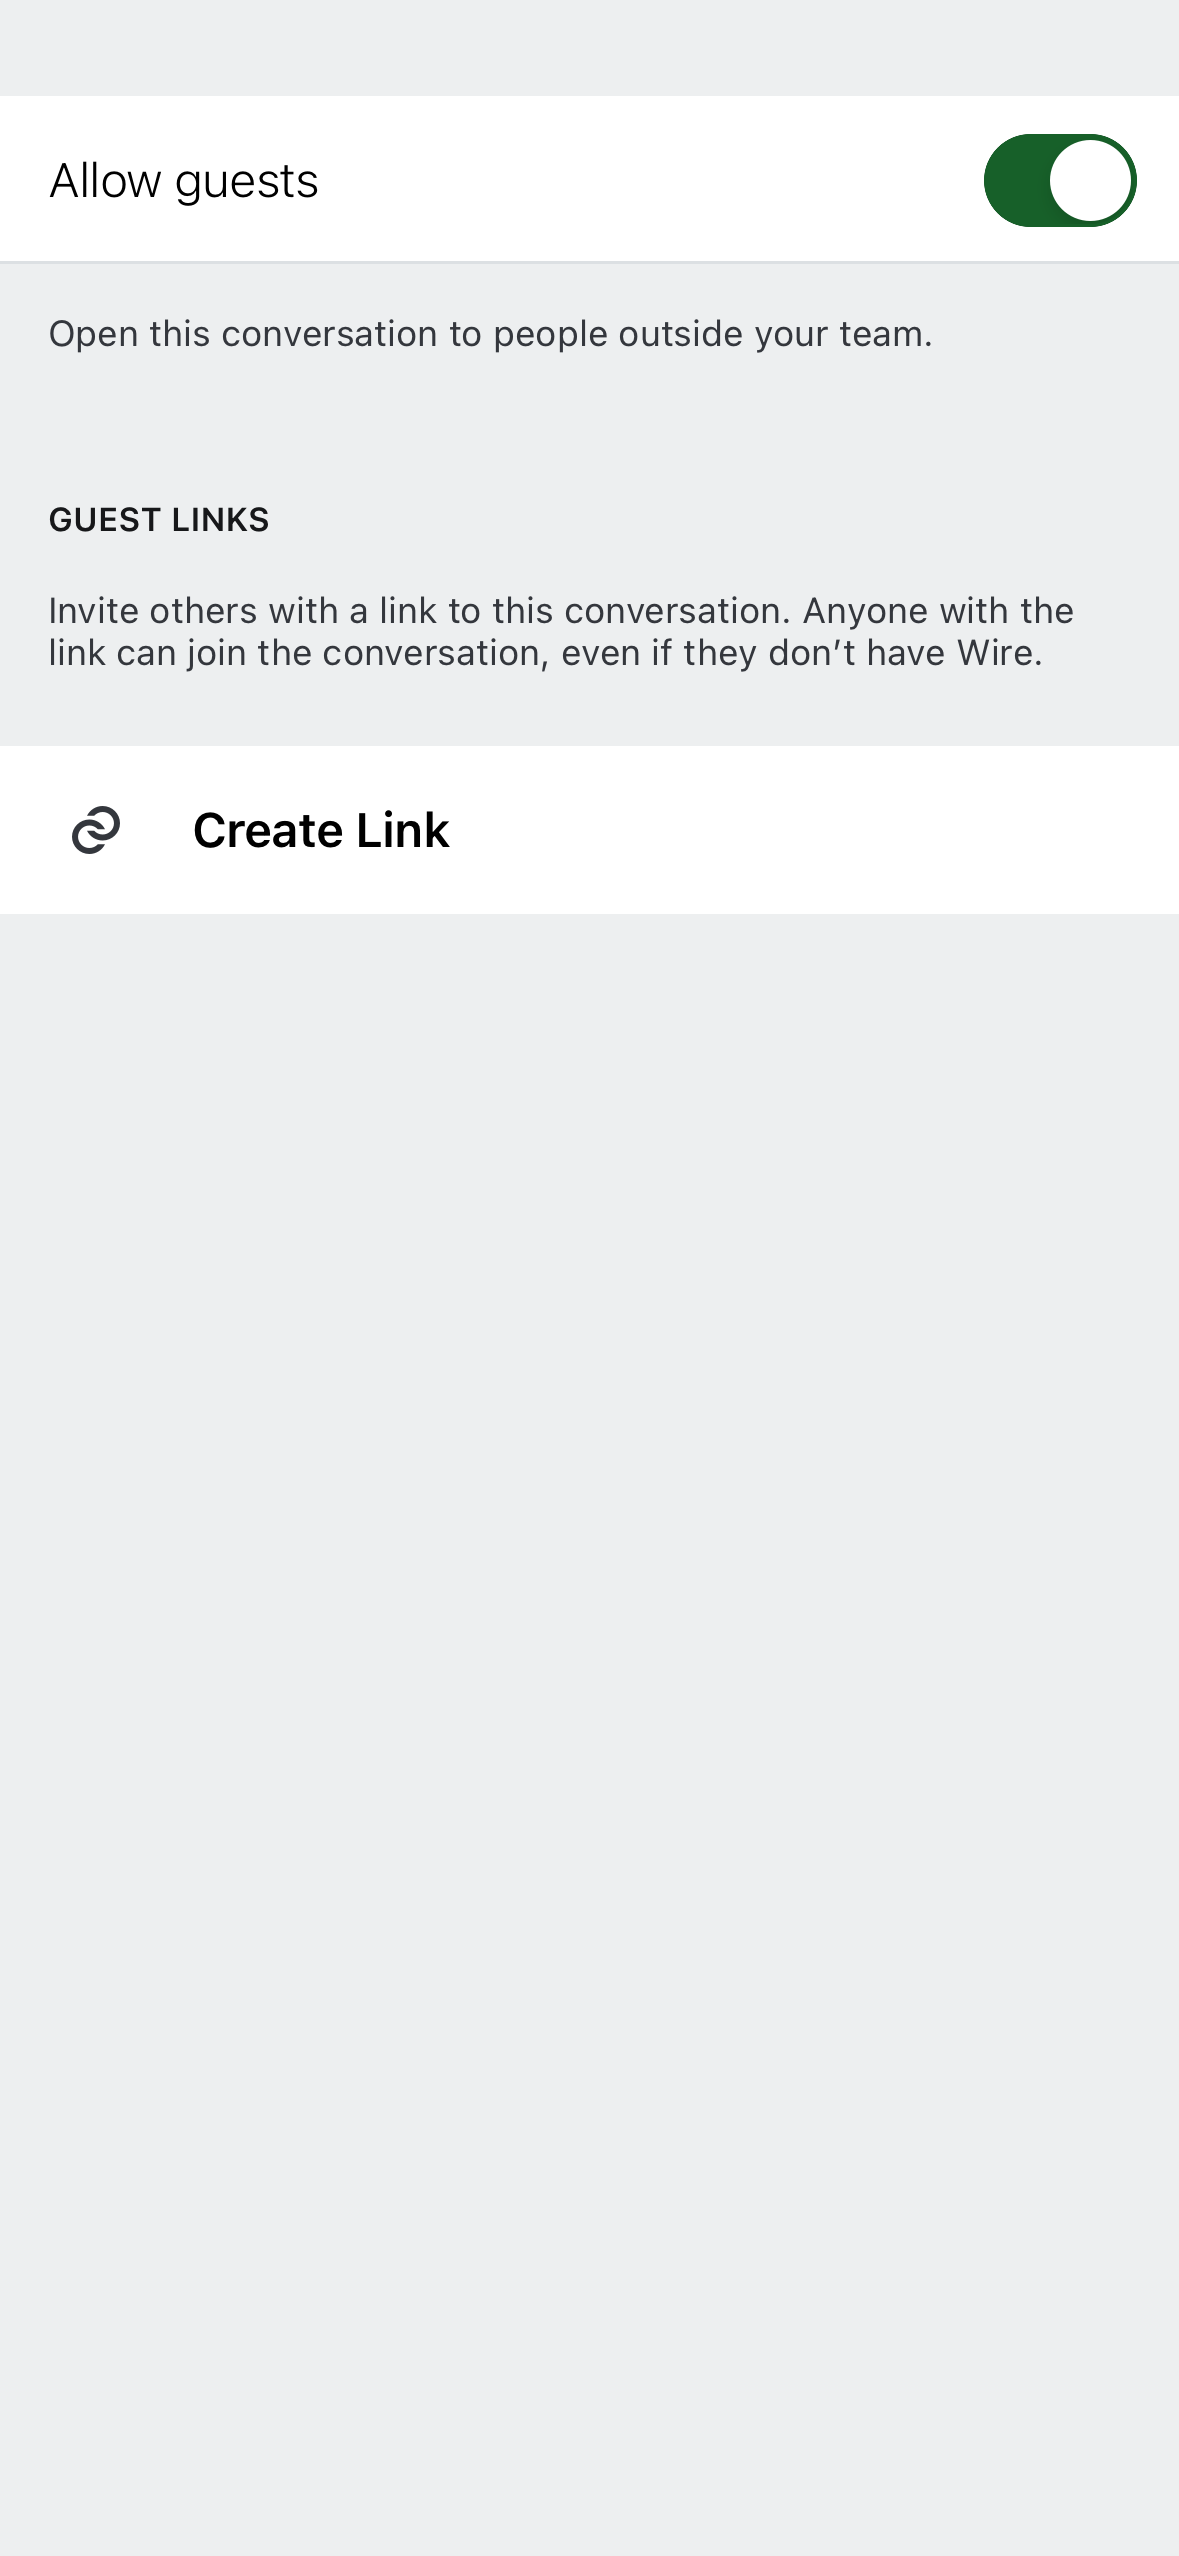 Allow guests
Open this conversation to people outside your team.
GUEST LINKS
Invite others with a link to this conversation. Anyone with the
link can join the conversation, even if they don’t have Wire.
Create Link